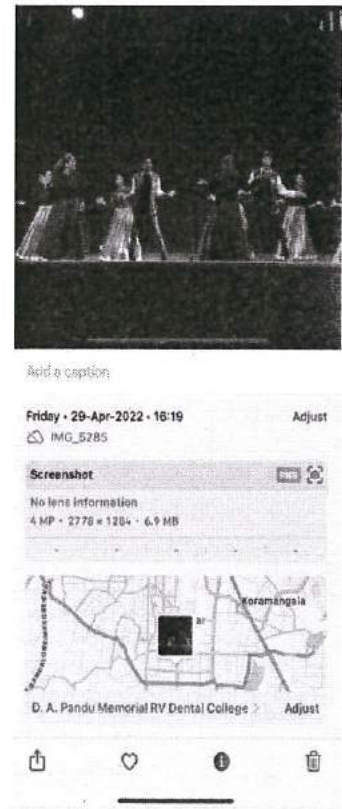 Add a caption
Friday • 29-Apr-2022 • 16:19 Adjust
IMG_5285
Screenshot PNG
No lens information
4 MP • 2778 × 1284 • 6.9 MB
- - - - -
Koramangala
ar
D. A. Pandu Memorial RV Dental College > Adjust